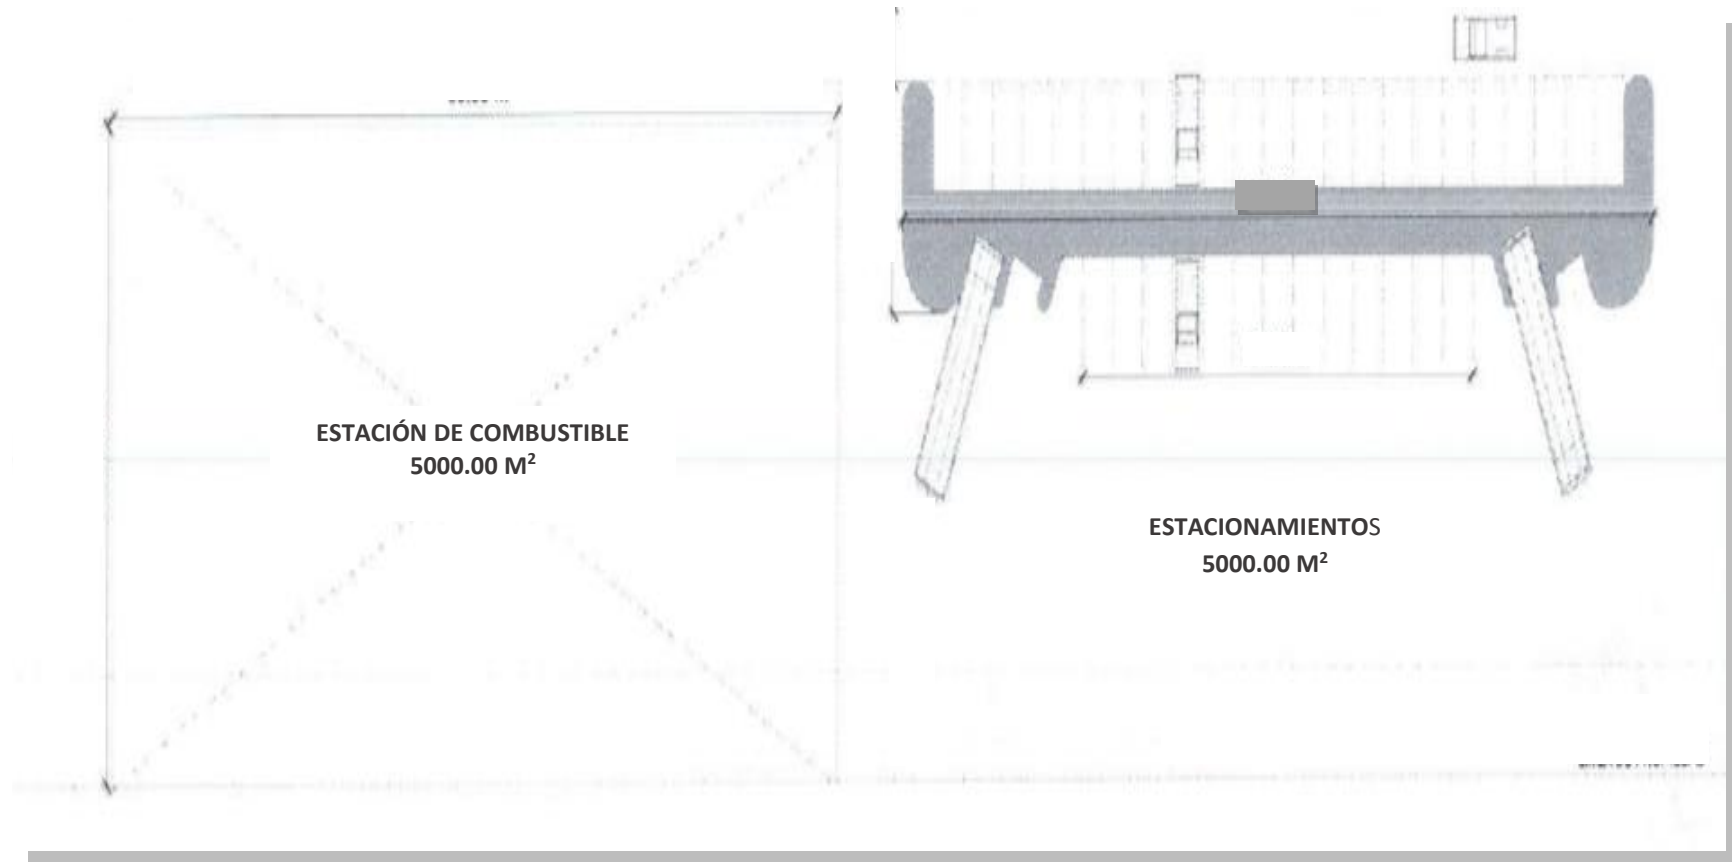 ESTACIÓN DE COMBUSTIBLE
5000.00 M²
ESTACIONAMIENTOS
5000.00 M²